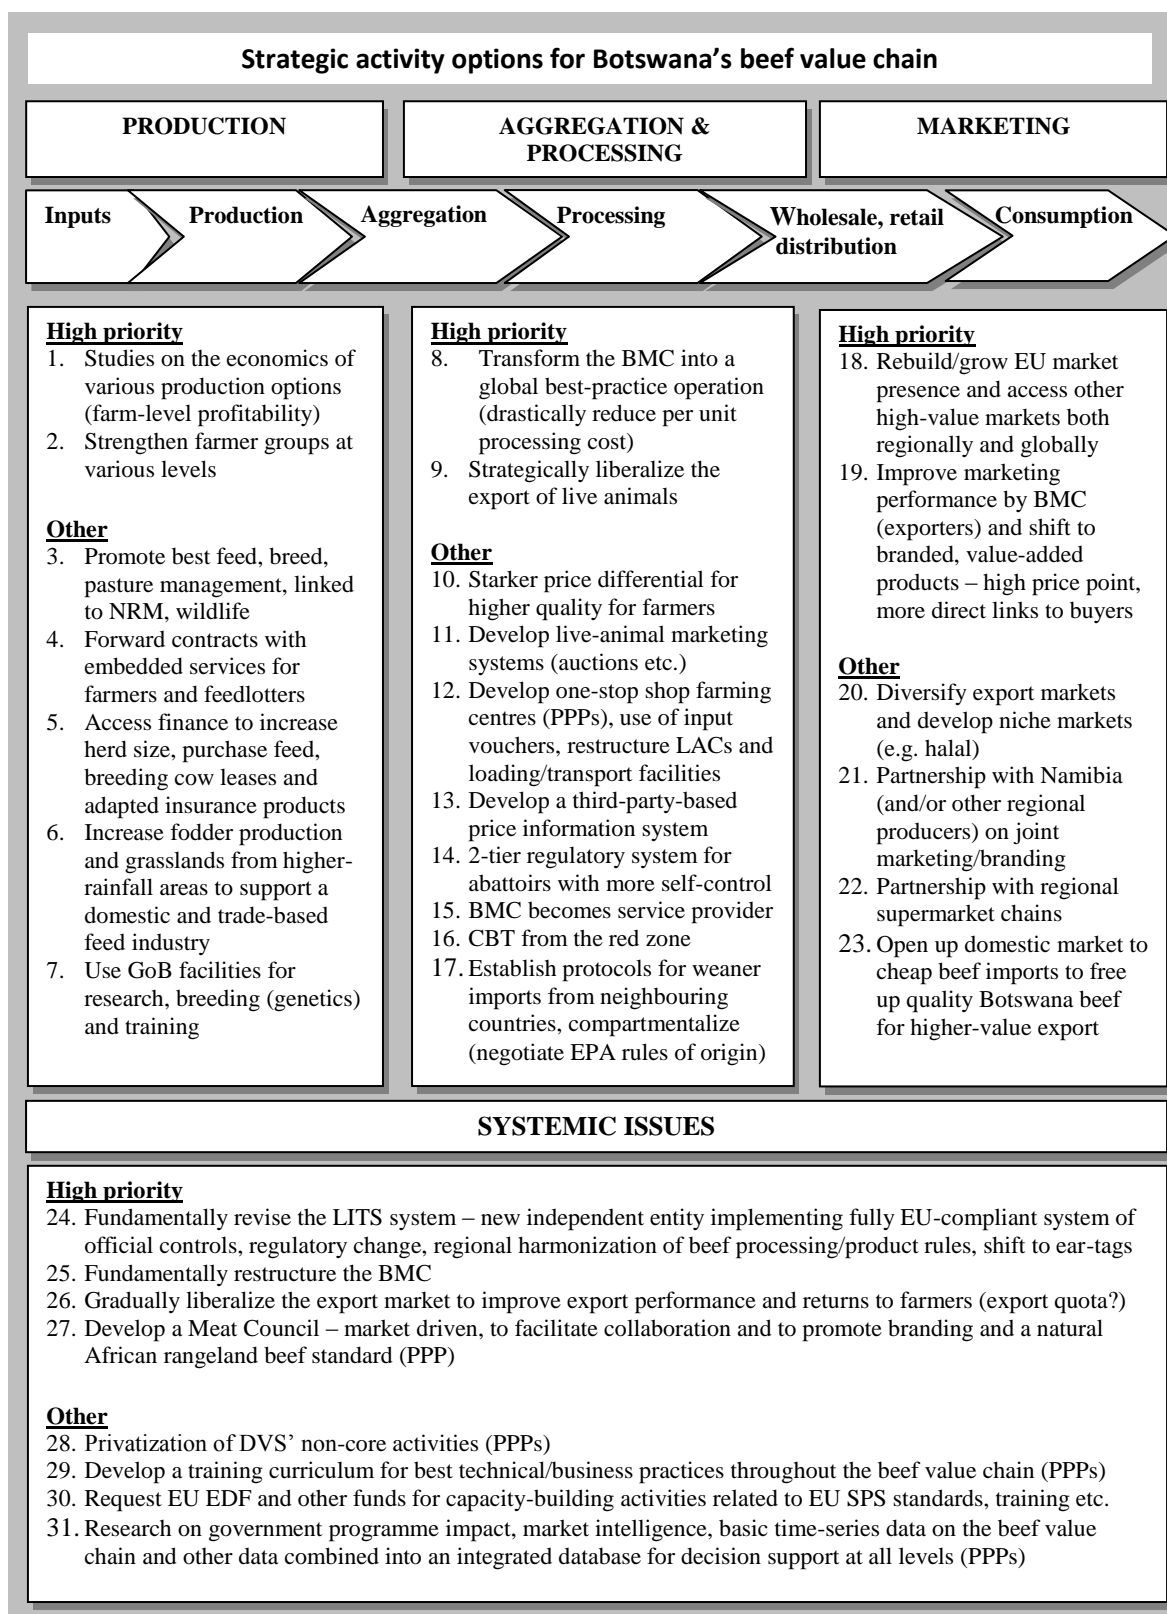 Strategic activity options for Botswana's beef value chain
PRODUCTION
AGGREGATION &
PROCESSING
MARKETING
Inputs
Production
Aggregation
Processing
Wholesale, retail
distribution
Consumption
High priority
1. Studies on the economics of
various production options
(farm-level profitability)
2. Strengthen farmer groups at
various levels
Other
3. Promote best feed, breed,
pasture management, linked
to NRM, wildlife
4. Forward contracts with
embedded services for
farmers and feedlotters
5. Access finance to increase
herd size, purchase feed,
breeding cow leases and
adapted insurance products
6. Increase fodder production
and grasslands from higher-
rainfall areas to support a
domestic and trade-based
feed industry
7. Use GoB facilities for
research, breeding (genetics)
and training
High priority
8. Transform the BMC into a
global best-practice operation
(drastically reduce per unit
processing cost)
9. Strategically liberalize the
export of live animals
Other
10. Starker price differential for
higher quality for farmers
11. Develop live-animal marketing
systems (auctions etc.)
12. Develop one-stop shop farming
centres (PPPs), use of input
vouchers, restructure LACs and
loading/transport facilities
13. Develop a third-party-based
price information system
14. 2-tier regulatory system for
abattoirs with more self-control
15. BMC becomes service provider
16. CBT from the red zone
17. Establish protocols for weaner
imports from neighbouring
countries, compartmentalize
(negotiate EPA rules of origin)
High priority
18. Rebuild/grow EU market
presence and access other
high-value markets both
regionally and globally
19. Improve marketing
performance by BMC
(exporters) and shift to
branded, value-added
products – high price point,
more direct links to buyers
Other
20. Diversify export markets
and develop niche markets
(e.g. halal)
21. Partnership with Namibia
(and/or other regional
producers) on joint
marketing/branding
22. Partnership with regional
supermarket chains
23. Open up domestic market to
cheap beef imports to free
up quality Botswana beef
for higher-value export
SYSTEMIC ISSUES
High priority
24. Fundamentally revise the LITS system – new independent entity implementing fully EU-compliant system of
official controls, regulatory change, regional harmonization of beef processing/product rules, shift to ear-tags
25. Fundamentally restructure the BMC
26. Gradually liberalize the export market to improve export performance and returns to farmers (export quota?)
27. Develop a Meat Council – market driven, to facilitate collaboration and to promote branding and a natural
African rangeland beef standard (PPP)
Other
28. Privatization of DVS' non-core activities (PPPs)
29. Develop a training curriculum for best technical/business practices throughout the beef value chain (PPPs)
30. Request EU EDF and other funds for capacity-building activities related to EU SPS standards, training etc.
31. Research on government programme impact, market intelligence, basic time-series data on the beef value
chain and other data combined into an integrated database for decision support at all levels (PPPs)